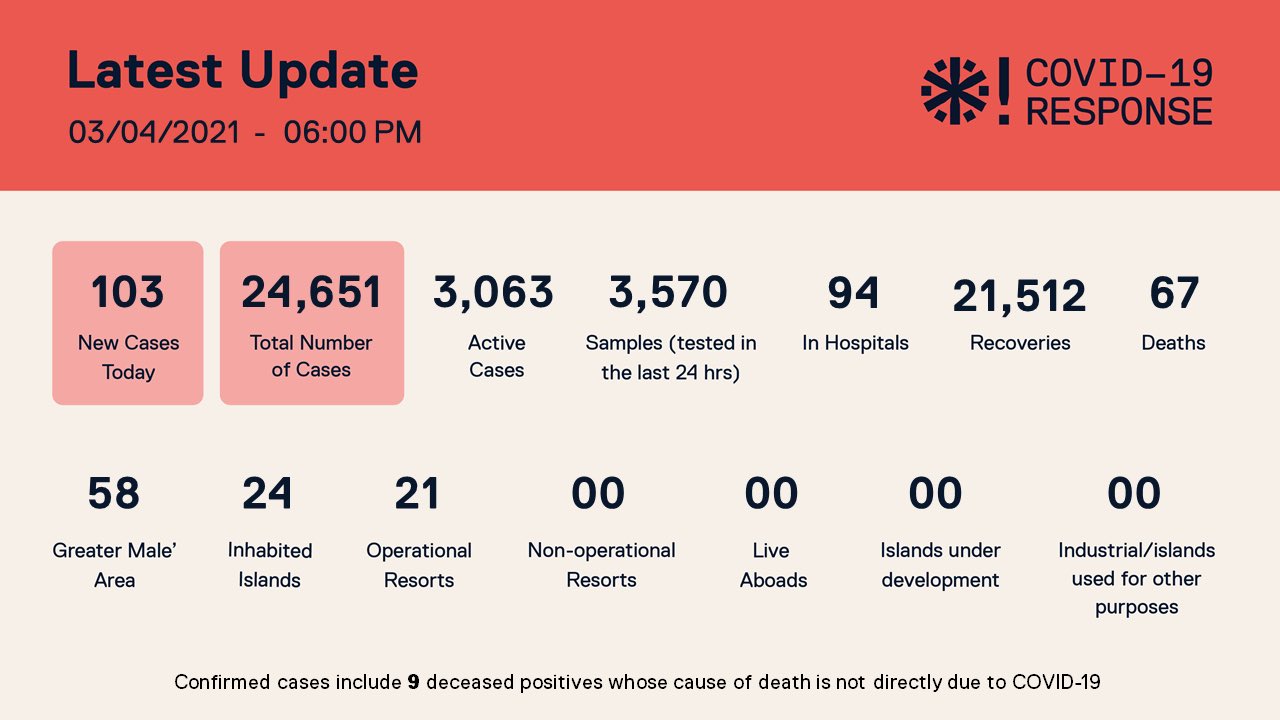 Latest Update
03/04/2021 - 06:00 PM
COVID-19
RESPONSE
103
New Cases
Today
24,651
Total Number
of Cases
3,063
Active
Cases
3,570
Samples (tested in
the last 24 hrs)
94
In Hospitals
21,512
Recoveries
67
Deaths
58
Greater Male’
Area
24
Inhabited
Islands
21
Operational
Resorts
00
Non-operational
Resorts
00
Live
Aboads
00
Islands under
development
00
Industrial/islands
used for other
purposes
Confirmed cases include 9 deceased positives whose cause of death is not directly due to COVID-19